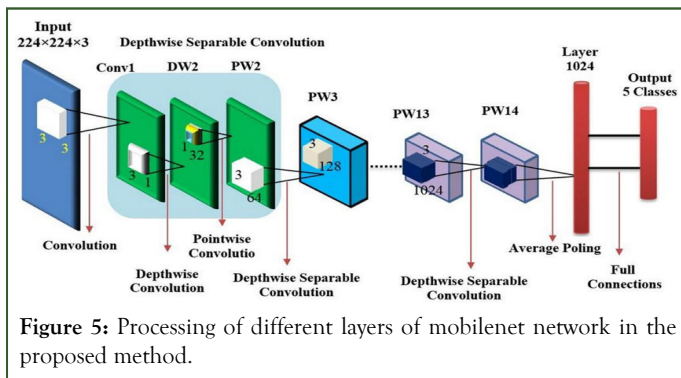 Input
224×224×3
Depthwise Separable Convolution
Conv1
DW2
PW2
PW3
PW13
PW14
Layer
1024
Output
5 Classes
3
3
3
1
1
32
3
64
3
128
3
1024
Convolution
Depthwise
Convolution
Pointwise
Convolutio
Depthwise Separable
Convolution
Depthwise Separable
Convolution
Average Poling
Full
Connections
Figure 5: Processing of different layers of mobilenet network in the
proposed method.